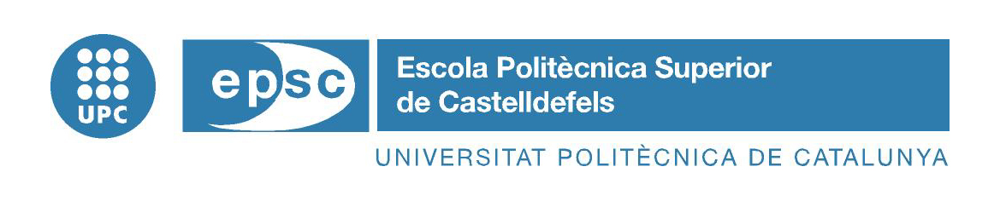 UPC
epsc
Escola Politècnica Superior
de Castelldefels
UNIVERSITAT POLITÈCNICA DE CATALUNYA